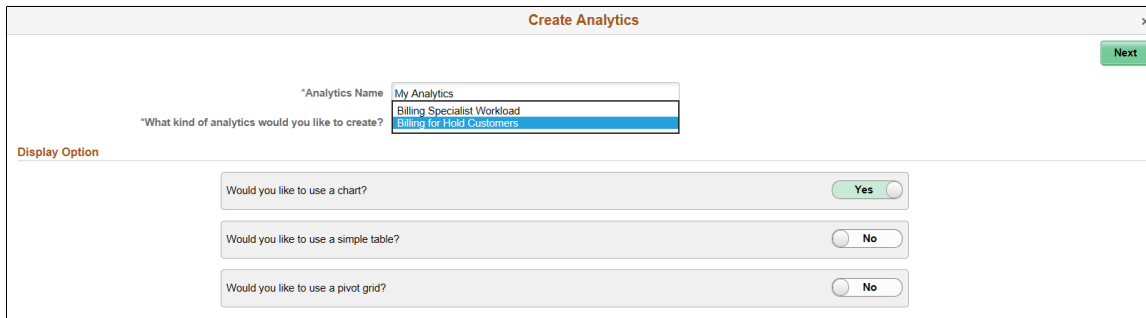 Create Analytics
Next
*Analytics Name My Analytics
Billing Specialist Workload
*What kind of analytics would you like to create? Billing for Hold Customers
Display Option
Would you like to use a chart? Yes
Would you like to use a simple table? No
Would you like to use a pivot grid? No